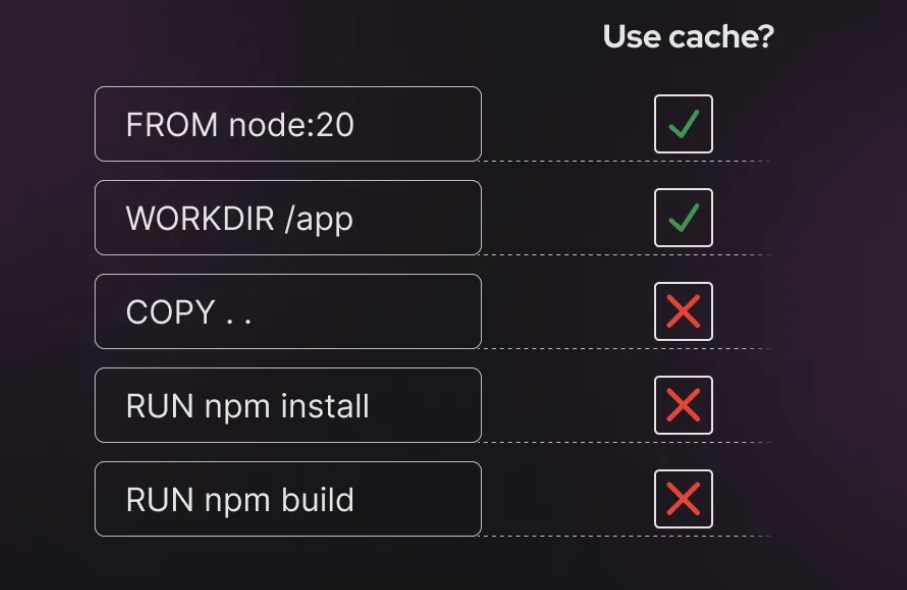 Use cache?
FROM node:20
WORKDIR /app
COPY . .
RUN npm install
RUN npm build